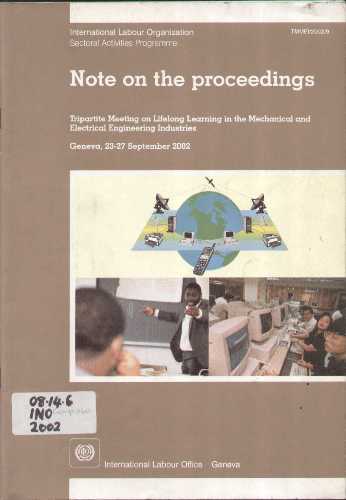 International Labour Organization
Sectoral Activities Programme
Note on the proceedings
Tripartite Meeting on Lifelong Learning in the Mechanical and
Electrical Engineering Industries
Geneva, 23-27 September 2002
08·14·6
INO
2002
International Labour Office Geneva